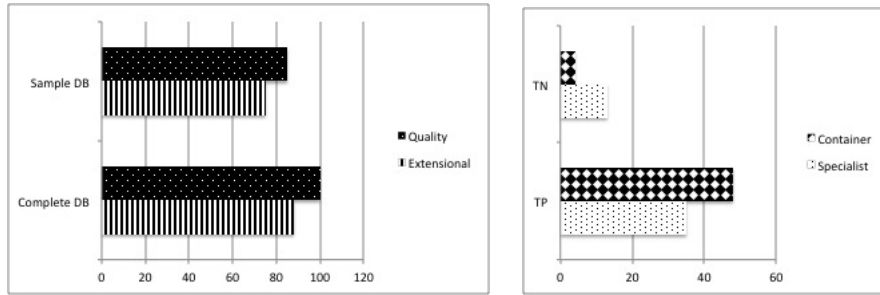 Sample DB
Complete DB
0 20 40 60 80 100 120
Quality
Extensional
TN
TP
0 20 40 60
Container
Specialist